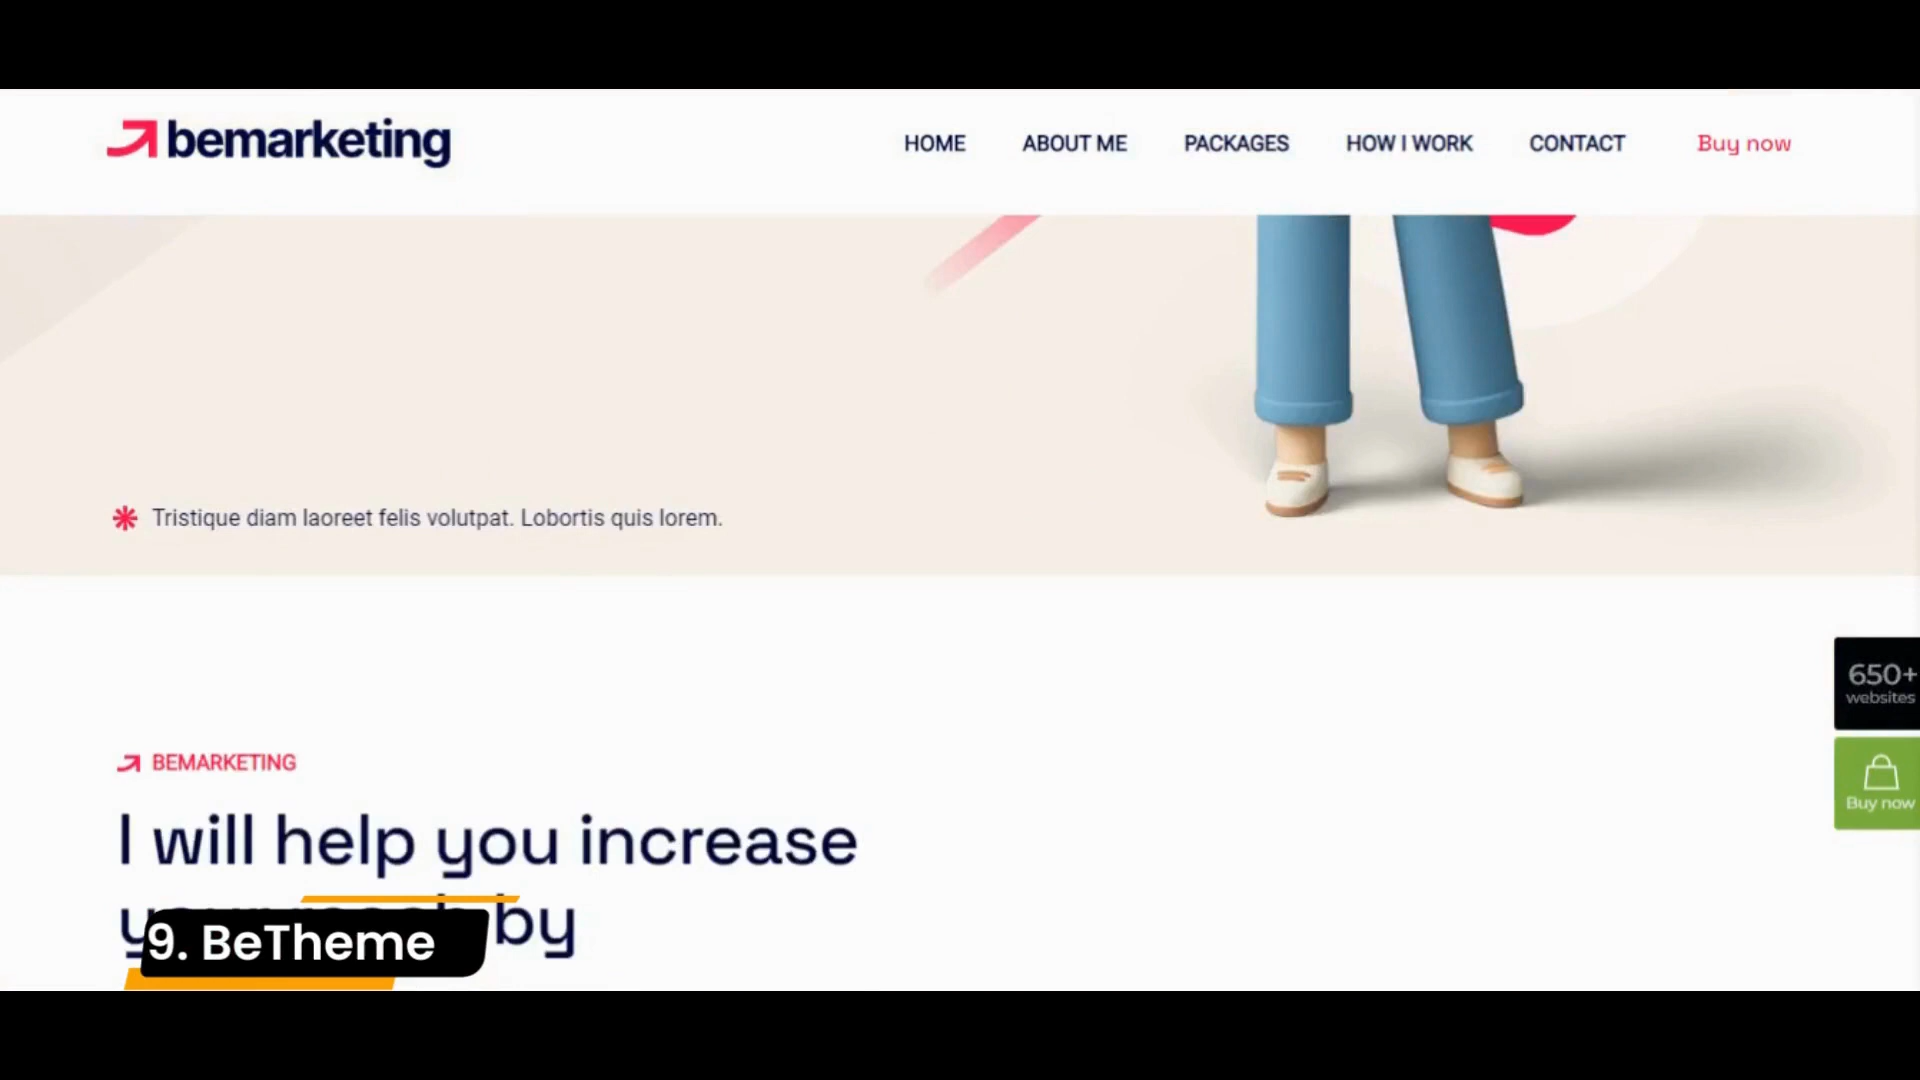 bemarketing
HOME ABOUT ME PACKAGES HOW I WORK CONTACT Buy now
Tristique diam laoreet felis volutpat. Lobortis quis lorem.
650+
websites
Buy now
BEMARKETING
I will help you increase
by
9. BeTheme